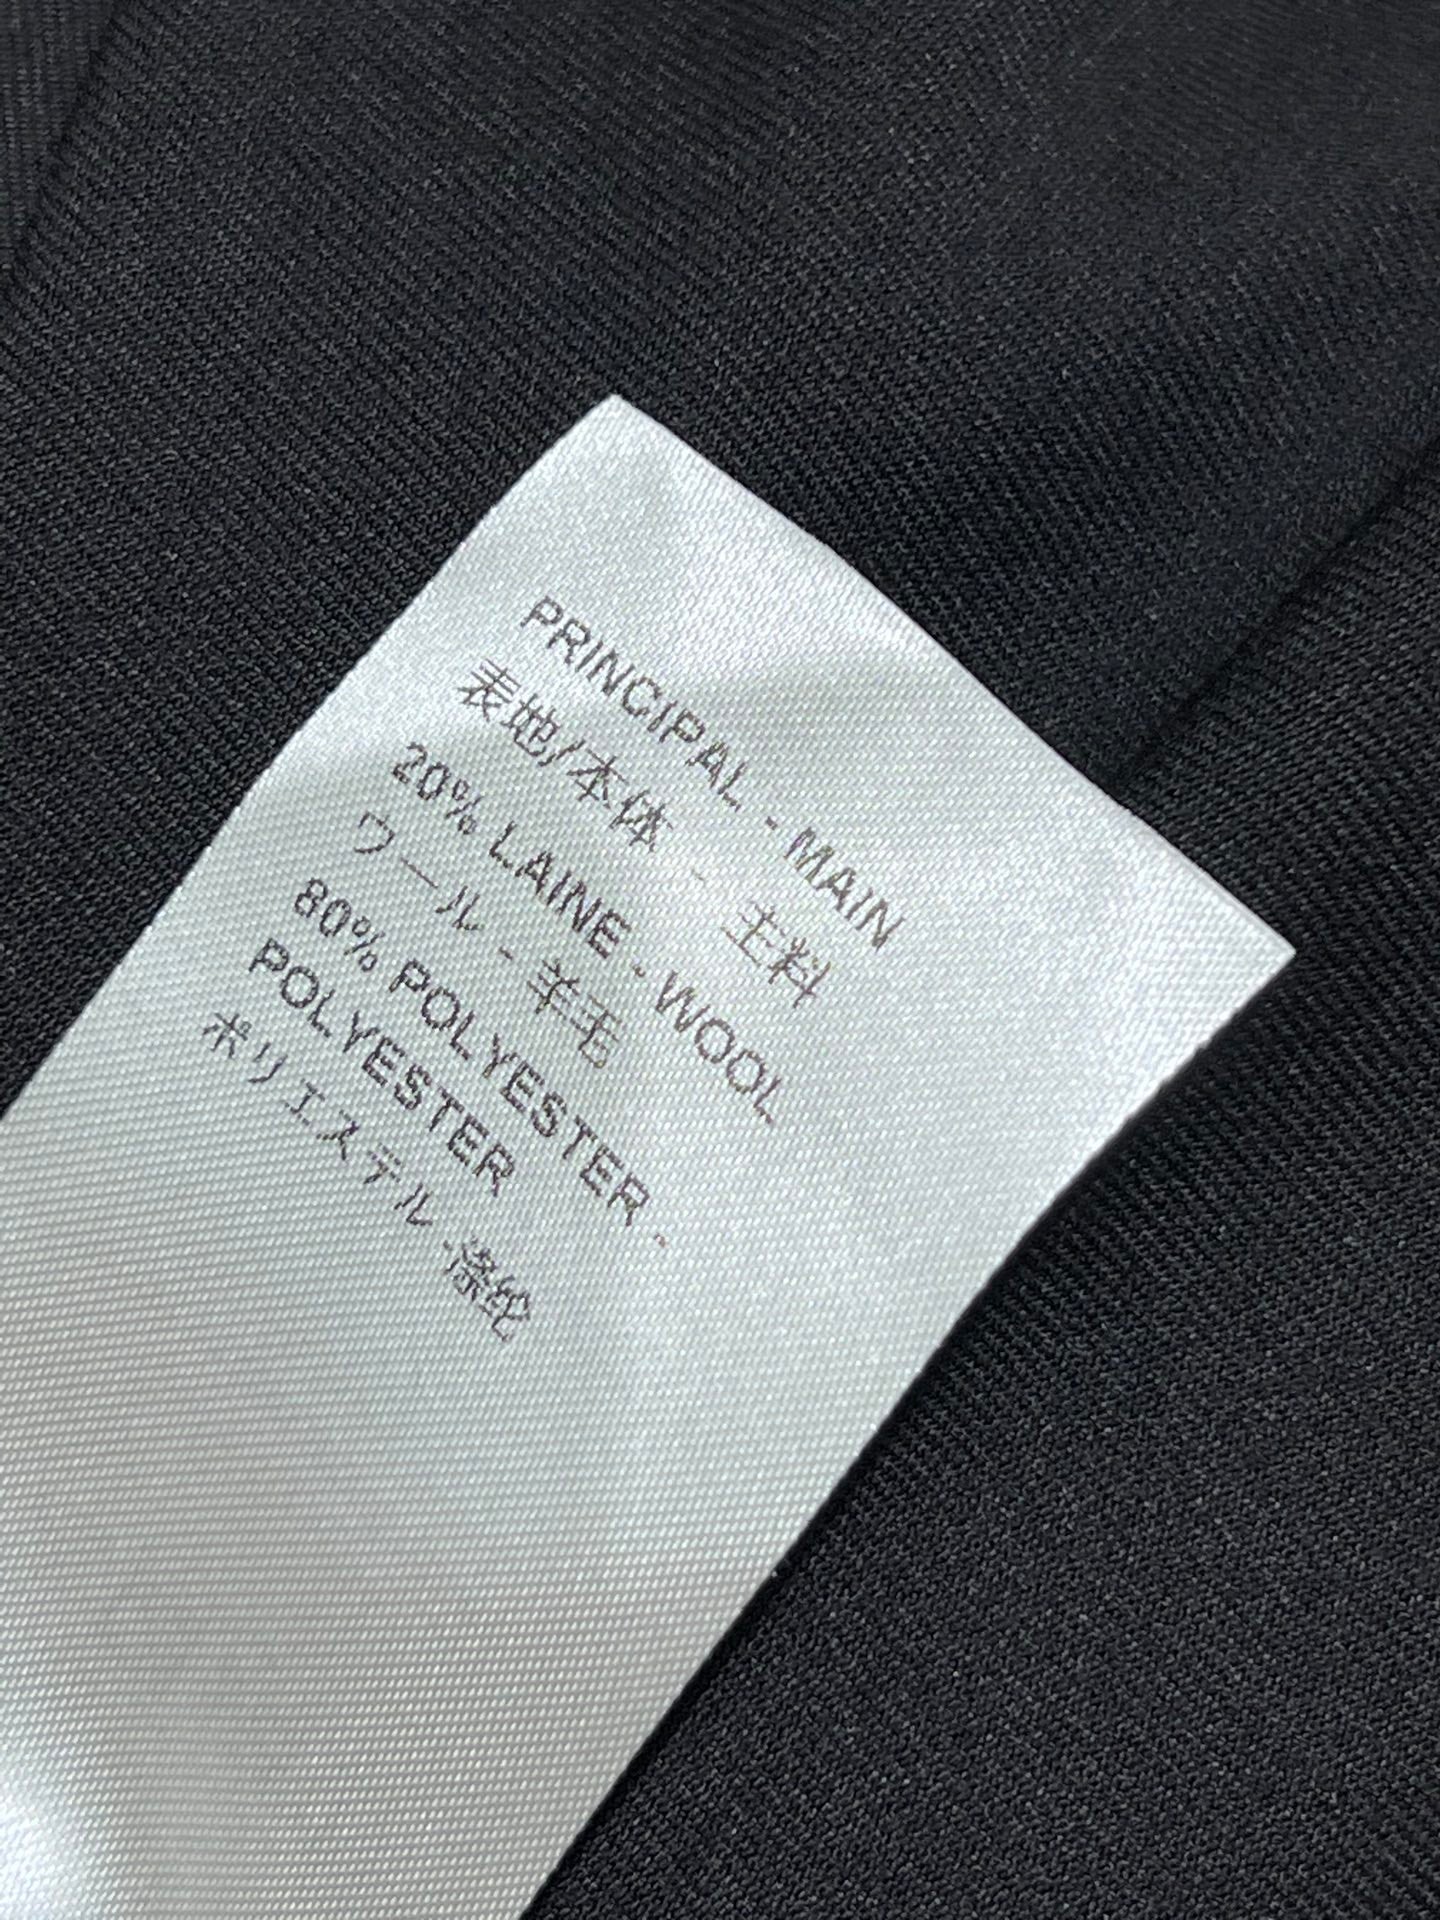 PRINCIPAL - MAIN
表地/本体 - 主料
20% LAINE - WOOL
ウール - 羊毛
80% POLYESTER -
POLYESTER
ポリエステル - 涤纶